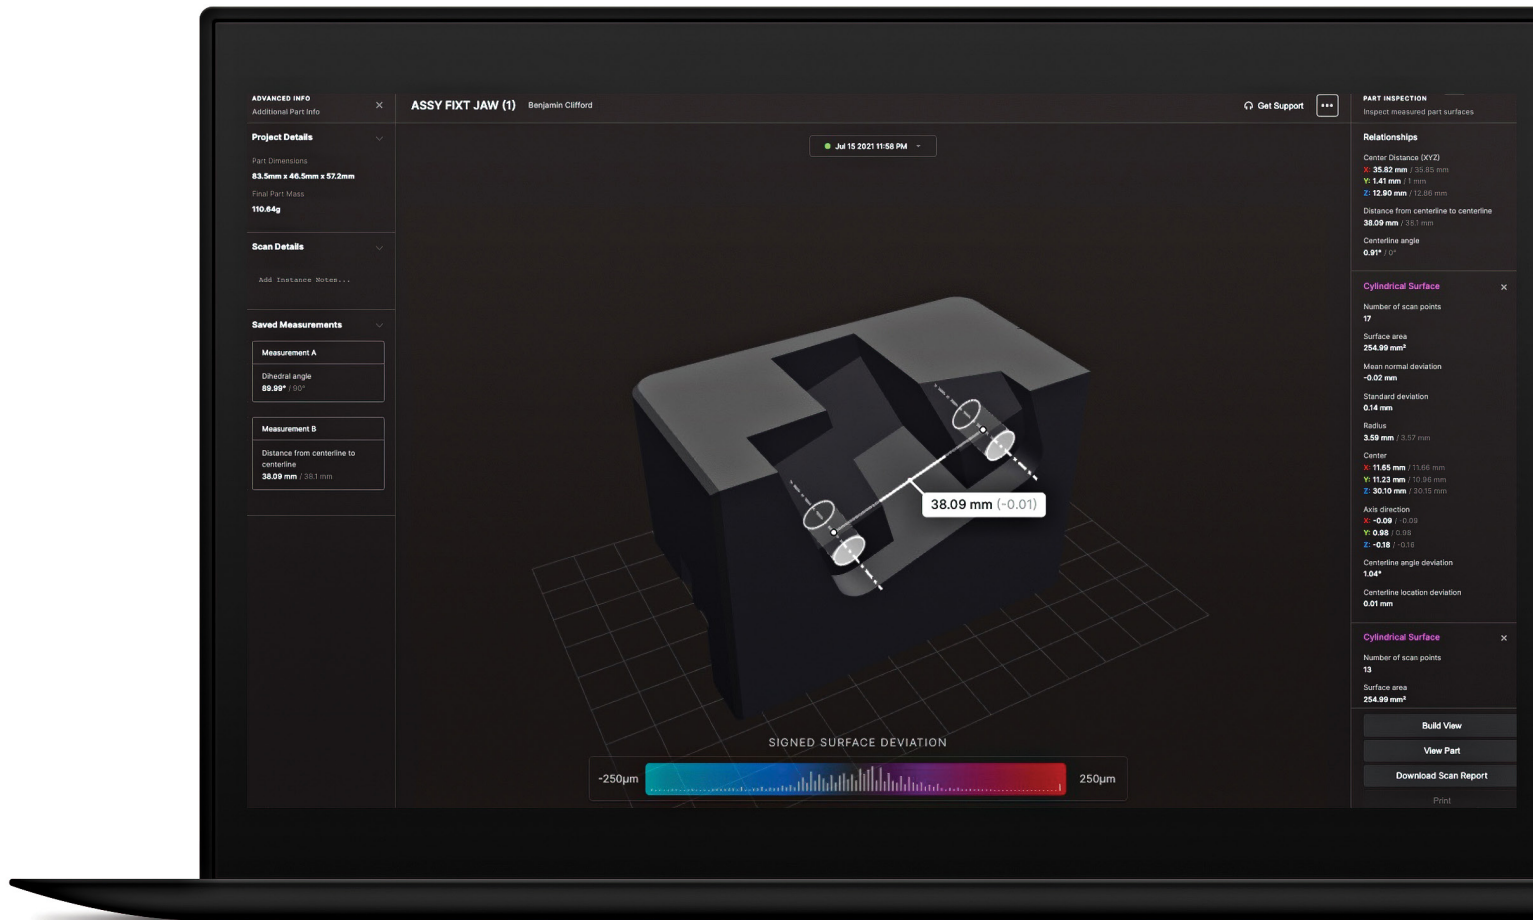 ADVANCED INFO
Additional Part Info
Project Details
Part Dimensions
83.5mm x 46.5mm x 57.2mm
Final Part Mass
110.64g
Scan Details
Add Instance Notes...
Saved Measurements
Measurement A
Dihedral angle
89.99° / 90°
Measurement B
Distance from centerline to
centerline
38.09 mm / 38.1 mm
ASSY FIXT JAW (1) Benjamin Clifford
Get Support
Jul 15 2021 11:58 PM
38.09 mm (-0.01)
SIGNED SURFACE DEVIATION
-250µm
250µm
PART INSPECTION
Inspect measured part surfaces
Relationships
Center Distance (XYZ)
X: 35.82 mm / 35.85 mm
Y: 1.41 mm / 1 mm
Z: 12.90 mm / 12.86 mm
Distance from centerline to centerline
38.09 mm / 38.1 mm
Centerline angle
0.91° / 0°
Cylindrical Surface
Number of scan points
17
Surface area
254.99 mm²
Mean normal deviation
-0.02 mm
Standard deviation
0.14 mm
Radius
3.59 mm / 3.57 mm
Center
X: 11.65 mm / 11.66 mm
Y: 11.23 mm / 10.96 mm
Z: 30.10 mm / 30.15 mm
Axis direction
X: -0.09 / -0.09
Y: 0.98 / 0.98
Z: -0.18 / -0.18
Centerline angle deviation
1.04°
Centerline location deviation
0.01 mm
Cylindrical Surface
Number of scan points
13
Surface area
254.99 mm²
Build View
View Part
Download Scan Report
Print